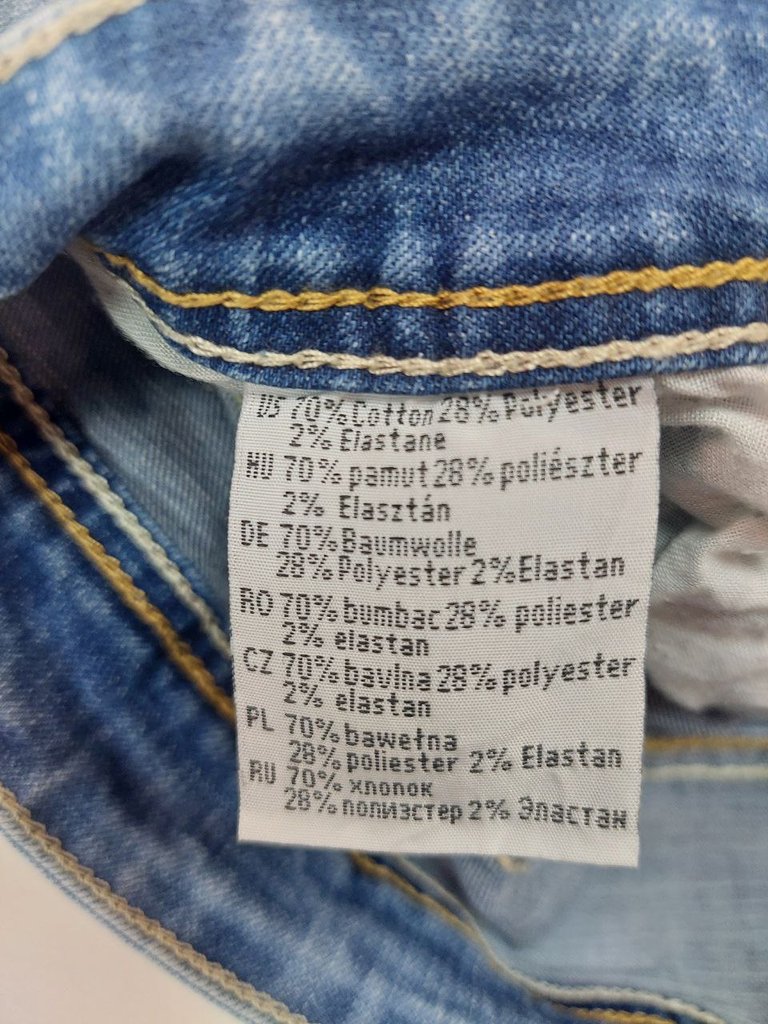 US 70% Cotton 28% Polyester
2% Elastane
HU 70% pamut 28% poliészter
2% Elasztán
DE 70% Baumwolle
28% Polyester 2% Elastan
RO 70% bumbac 28% poliester
2% elastan
CZ 70% bavlna 28% polyester
2% elastan
PL 70% bawełna
28% poliester 2% Elastan
RU 70% хлопок
28% полиэстер 2% Эластан